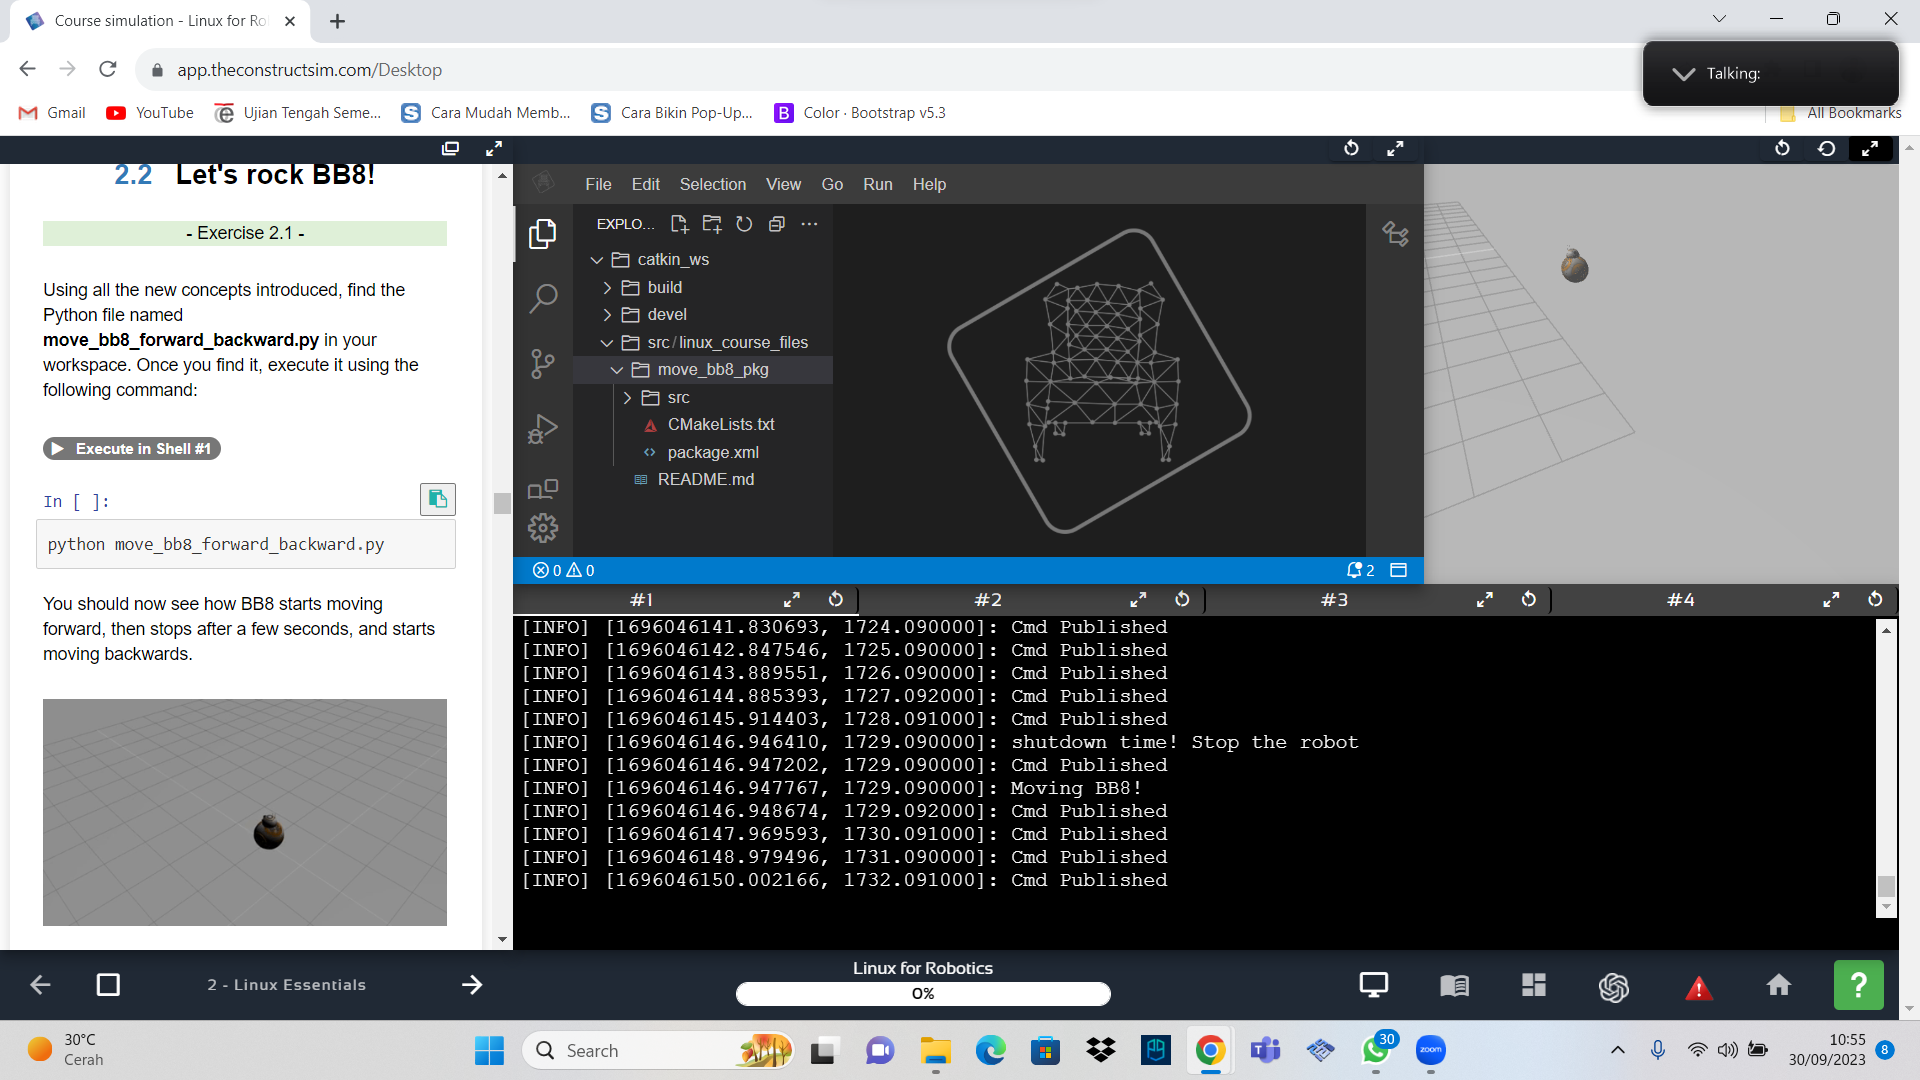 Course simulation - Linux for Ro
app.theconstructsim.com/Desktop
Talking:
Gmail
YouTube
Ujian Tengah Seme...
Cara Mudah Memb...
Cara Bikin Pop-Up...
B
Color · Bootstrap v5.3
All Bookmarks
2.2 Let's rock BB8!
- Exercise 2.1 -
Using all the new concepts introduced, find the
Python file named
move_bb8_forward_backward.py in your
workspace. Once you find it, execute it using the
following command:
Execute in Shell #1
In [ ]:
python move_bb8_forward_backward.py
You should now see how BB8 starts moving
forward, then stops after a few seconds, and starts
moving backwards.
File Edit Selection View Go Run Help
EXPLO...
catkin_ws
build
devel
src/linux_course_files
move_bb8_pkg
src
CMakeLists.txt
package.xml
README.md
0 0
2
#1
#2
#3
#4
[INFO] [1696046141.830693, 1724.090000]: Cmd Published
[INFO] [1696046142.847546, 1725.090000]: Cmd Published
[INFO] [1696046143.889551, 1726.090000]: Cmd Published
[INFO] [1696046144.885393, 1727.092000]: Cmd Published
[INFO] [1696046145.914403, 1728.091000]: Cmd Published
[INFO] [1696046146.946410, 1729.090000]: shutdown time! Stop the robot
[INFO] [1696046146.947202, 1729.090000]: Cmd Published
[INFO] [1696046146.947767, 1729.090000]: Moving BB8!
[INFO] [1696046146.948674, 1729.092000]: Cmd Published
[INFO] [1696046147.969593, 1730.091000]: Cmd Published
[INFO] [1696046148.979496, 1731.090000]: Cmd Published
[INFO] [1696046150.002166, 1732.091000]: Cmd Published
2 - Linux Essentials
Linux for Robotics
0%
?
30°C
Cerah
Search
30
zoom
10:55
30/09/2023
8